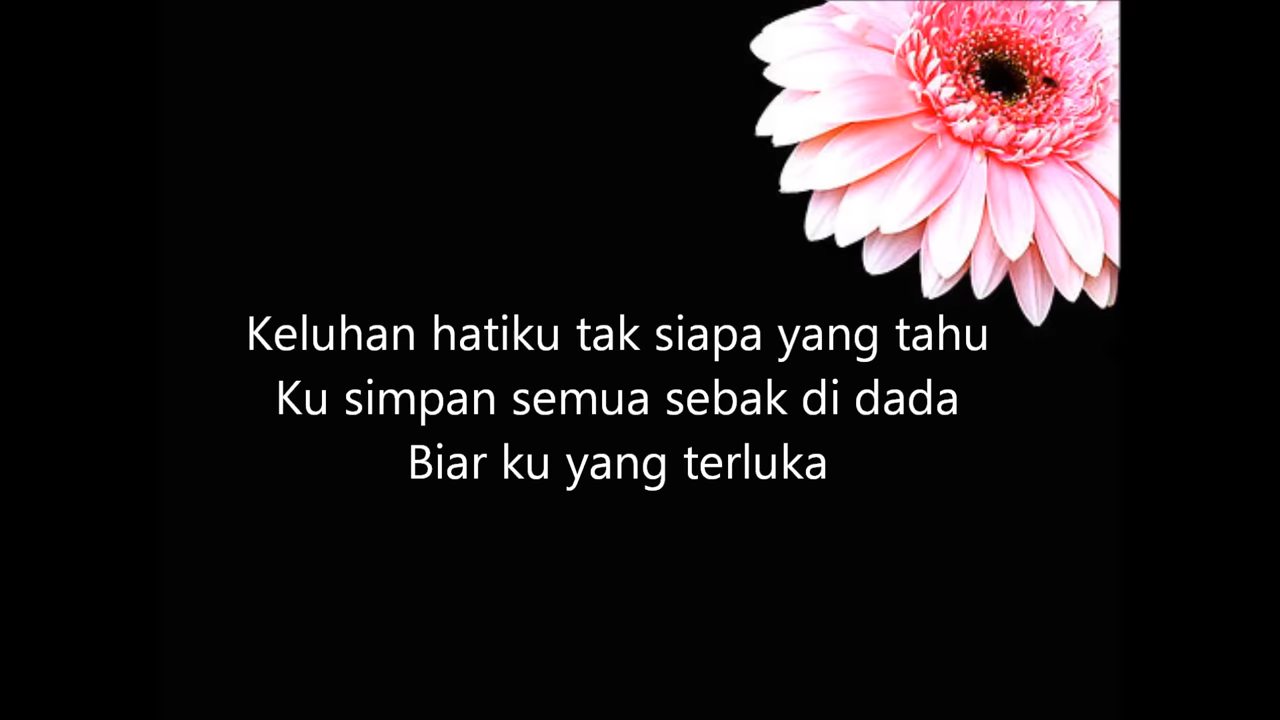 Keluhan hatiku tak siapa yang tahu
Ku simpan semua sebak di dada
Biar ku yang terluka